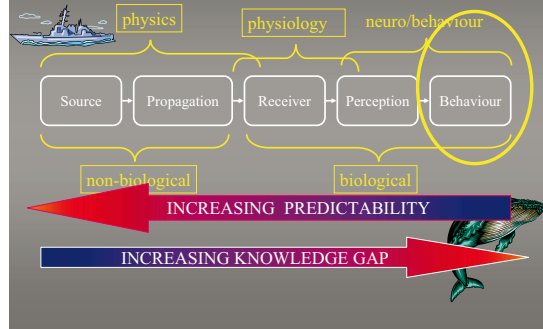 physics
physiology
neuro/behaviour
Source
Propagation
Receiver
Perception
Behaviour
non-biological
biological
INCREASING PREDICTABILITY
INCREASING KNOWLEDGE GAP